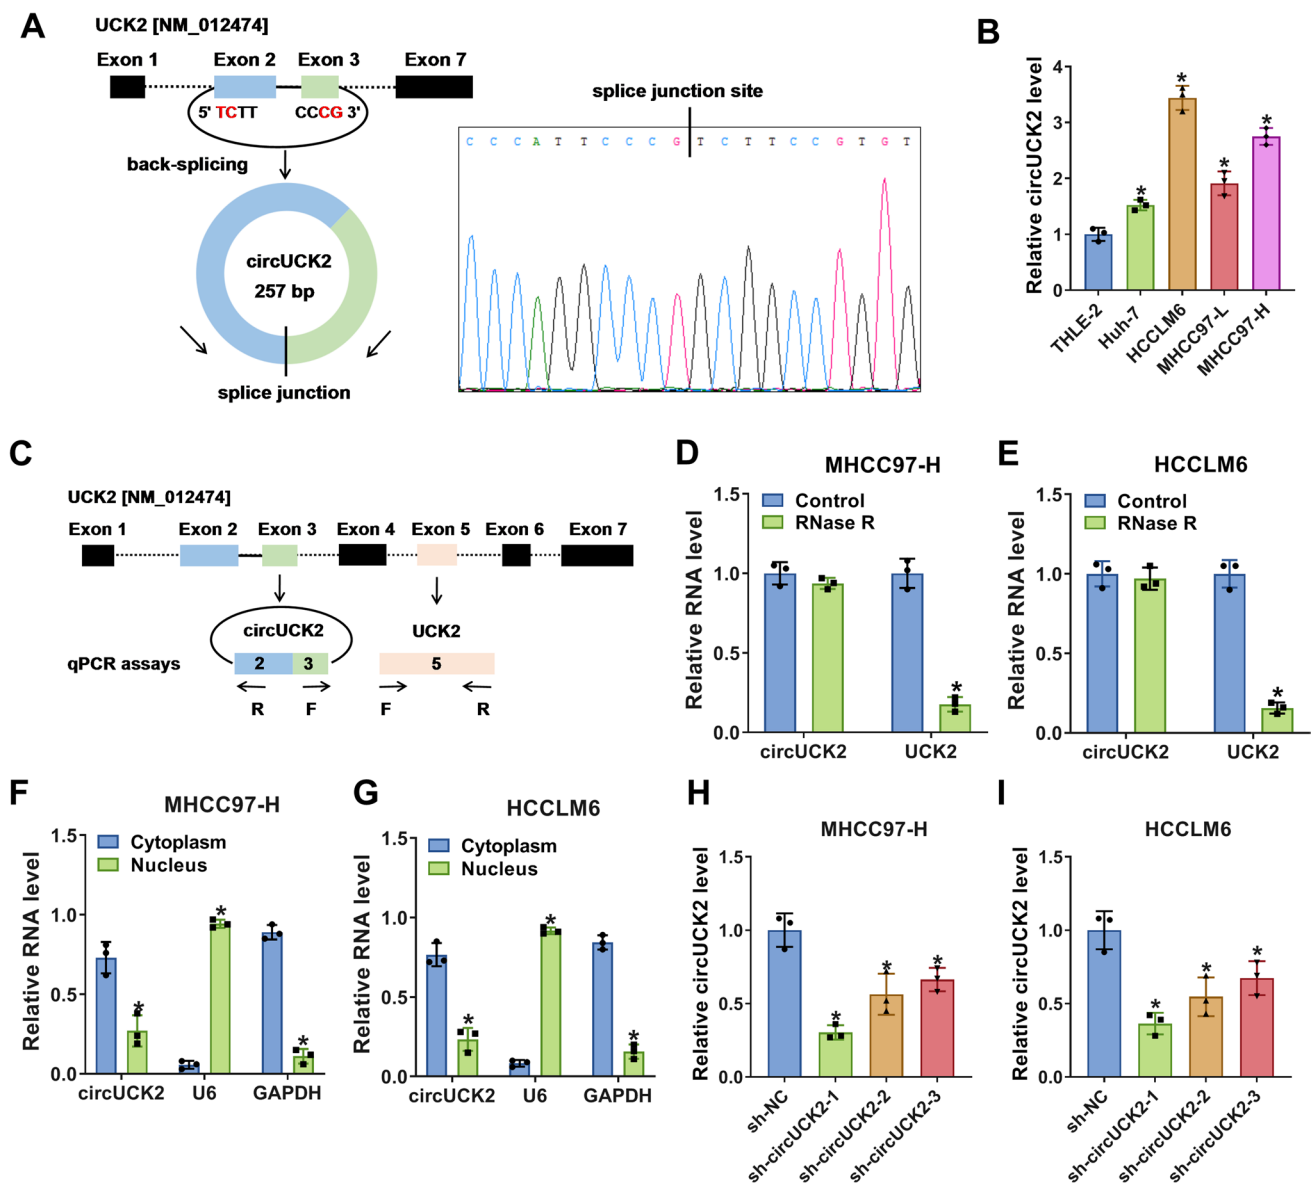 A
UCK2 [NM_012474]
Exon 1 Exon 2 Exon 3 Exon 7
5' TCTT CCCG 3'
back-splicing
circUCK2
257 bp
splice junction
splice junction site
C C C A T T C C C G T C T T C C G T G T
B
Relative circUCK2 level
4
3
2
1
0
THLE-2
Huh-7
HCCLM6
MHCC97-L
MHCC97-H
* * * *
C
UCK2 [NM_012474]
Exon 1 Exon 2 Exon 3 Exon 4 Exon 5 Exon 6 Exon 7
circUCK2 UCK2
qPCR assays 2 3 5
R F F R
D
MHCC97-H
Relative RNA level
1.5
1.0
0.5
0.0
Control
RNase R
*
circUCK2 UCK2
E
HCCLM6
Relative RNA level
1.5
1.0
0.5
0.0
Control
RNase R
*
circUCK2 UCK2
F
MHCC97-H
Relative RNA level
1.5
1.0
0.5
0.0
Cytoplasm
Nucleus
* * *
circUCK2 U6 GAPDH
G
HCCLM6
Relative RNA level
1.5
1.0
0.5
0.0
Cytoplasm
Nucleus
* * *
circUCK2 U6 GAPDH
H
MHCC97-H
Relative circUCK2 level
1.5
1.0
0.5
0.0
* * *
sh-NC
sh-circUCK2-1
sh-circUCK2-2
sh-circUCK2-3
I
HCCLM6
Relative circUCK2 level
1.5
1.0
0.5
0.0
* * *
sh-NC
sh-circUCK2-1
sh-circUCK2-2
sh-circUCK2-3